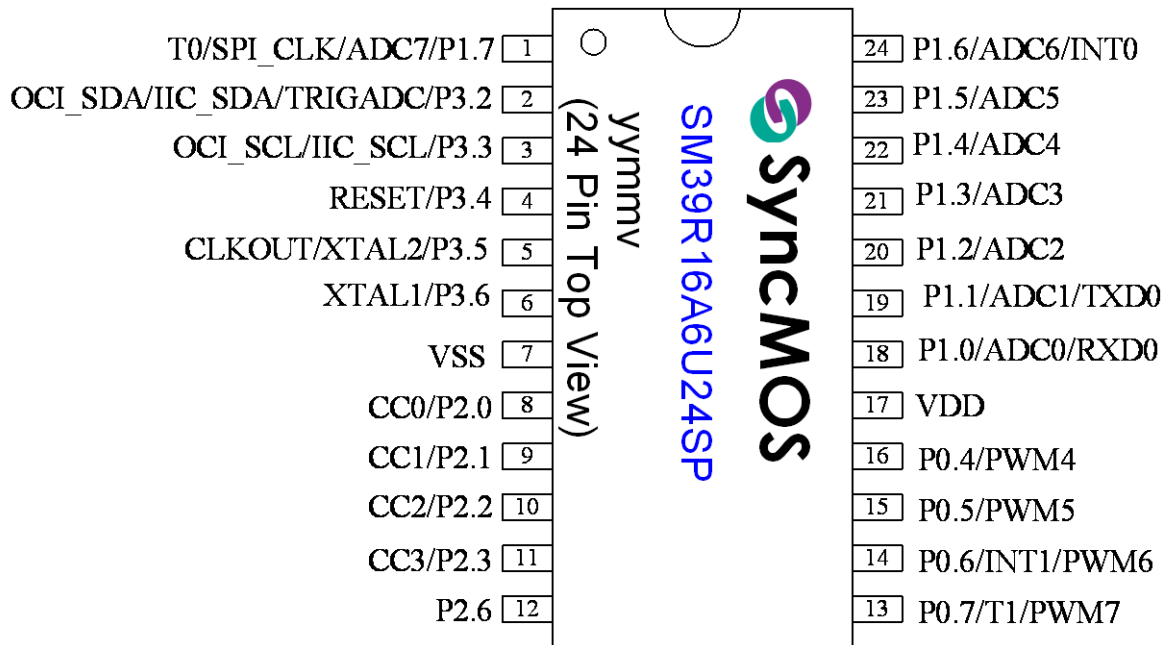 T0/SPI_CLK/ADC7/P1.7 1
OCI_SDA/IIC_SDA/TRIGADC/P3.2 2
OCI_SCL/IIC_SCL/P3.3 3
RESET/P3.4 4
CLKOUT/XTAL2/P3.5 5
XTAL1/P3.6 6
VSS 7
CC0/P2.0 8
CC1/P2.1 9
CC2/P2.2 10
CC3/P2.3 11
P2.6 12
SyncMOS
SM39R16A6U24SP
yymmv
(24 Pin Top View)
24 P1.6/ADC6/INT0
23 P1.5/ADC5
22 P1.4/ADC4
21 P1.3/ADC3
20 P1.2/ADC2
19 P1.1/ADC1/TXD0
18 P1.0/ADC0/RXD0
17 VDD
16 P0.4/PWM4
15 P0.5/PWM5
14 P0.6/INT1/PWM6
13 P0.7/T1/PWM7